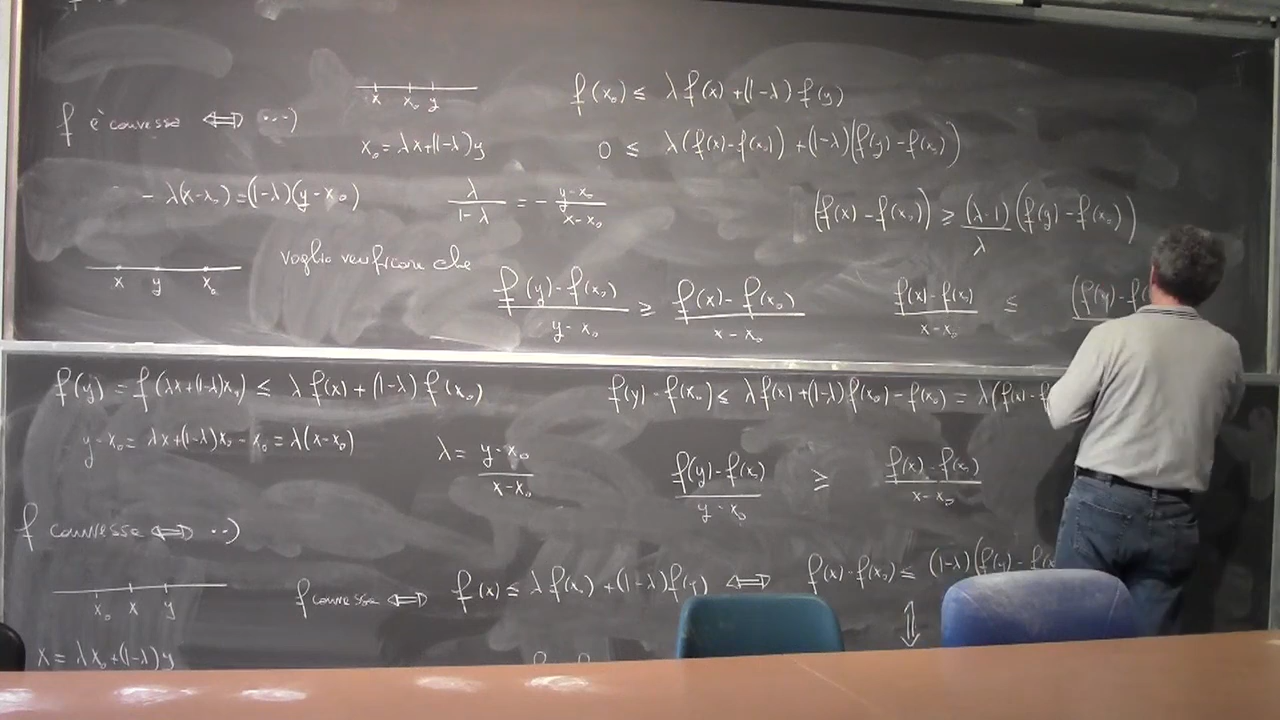 x x₀ y
f(x₀) ≤ λf(x)+(1-λ)f(y)
f è convessa ⟺ ...)
x₀=λx+(1-λ)y
0 ≤ λ(f(x)-f(x₀)) + (1-λ)(f(y)-f(x₀))
-λ(x-x₀)=(1-λ)(y-x₀)
λ/(1-λ) = - (y-x₀)/(x-x₀)
(f(x)-f(x₀)) ≥ (λ-1)/λ (f(y)-f(x₀))
x y x₀
voglio verificare che
(f(y)-f(x₀))/(y-x₀) ≥ (f(x)-f(x₀))/(x-x₀)
(f(x)-f(x₀))/(x-x₀) ≤ (f(y)-f(
f(y) = f(λx+(1-λ)x₀) ≤ λf(x)+(1-λ)f(x₀)
f(y)-f(x₀) ≤ λf(x)+(1-λ)f(x₀)-f(x₀) = λ(f(x)-f
y-x₀= λx+(1-λ)x₀-x₀=λ(x-x₀)
λ= (y-x₀)/(x-x₀)
(f(y)-f(x₀))/(y-x₀) ≥ (f(x)-f(x₀))/(x-x₀)
f convessa ⟺ ..)
x₀ x y
f convessa ⟺ f(x) ≤ λf(x₀)+(1-λ)f(y) ⟺ f(x)-f(x₀) ≤ (1-λ)(f(y)-f(x
⇕
x=λx₀+(1-λ)y